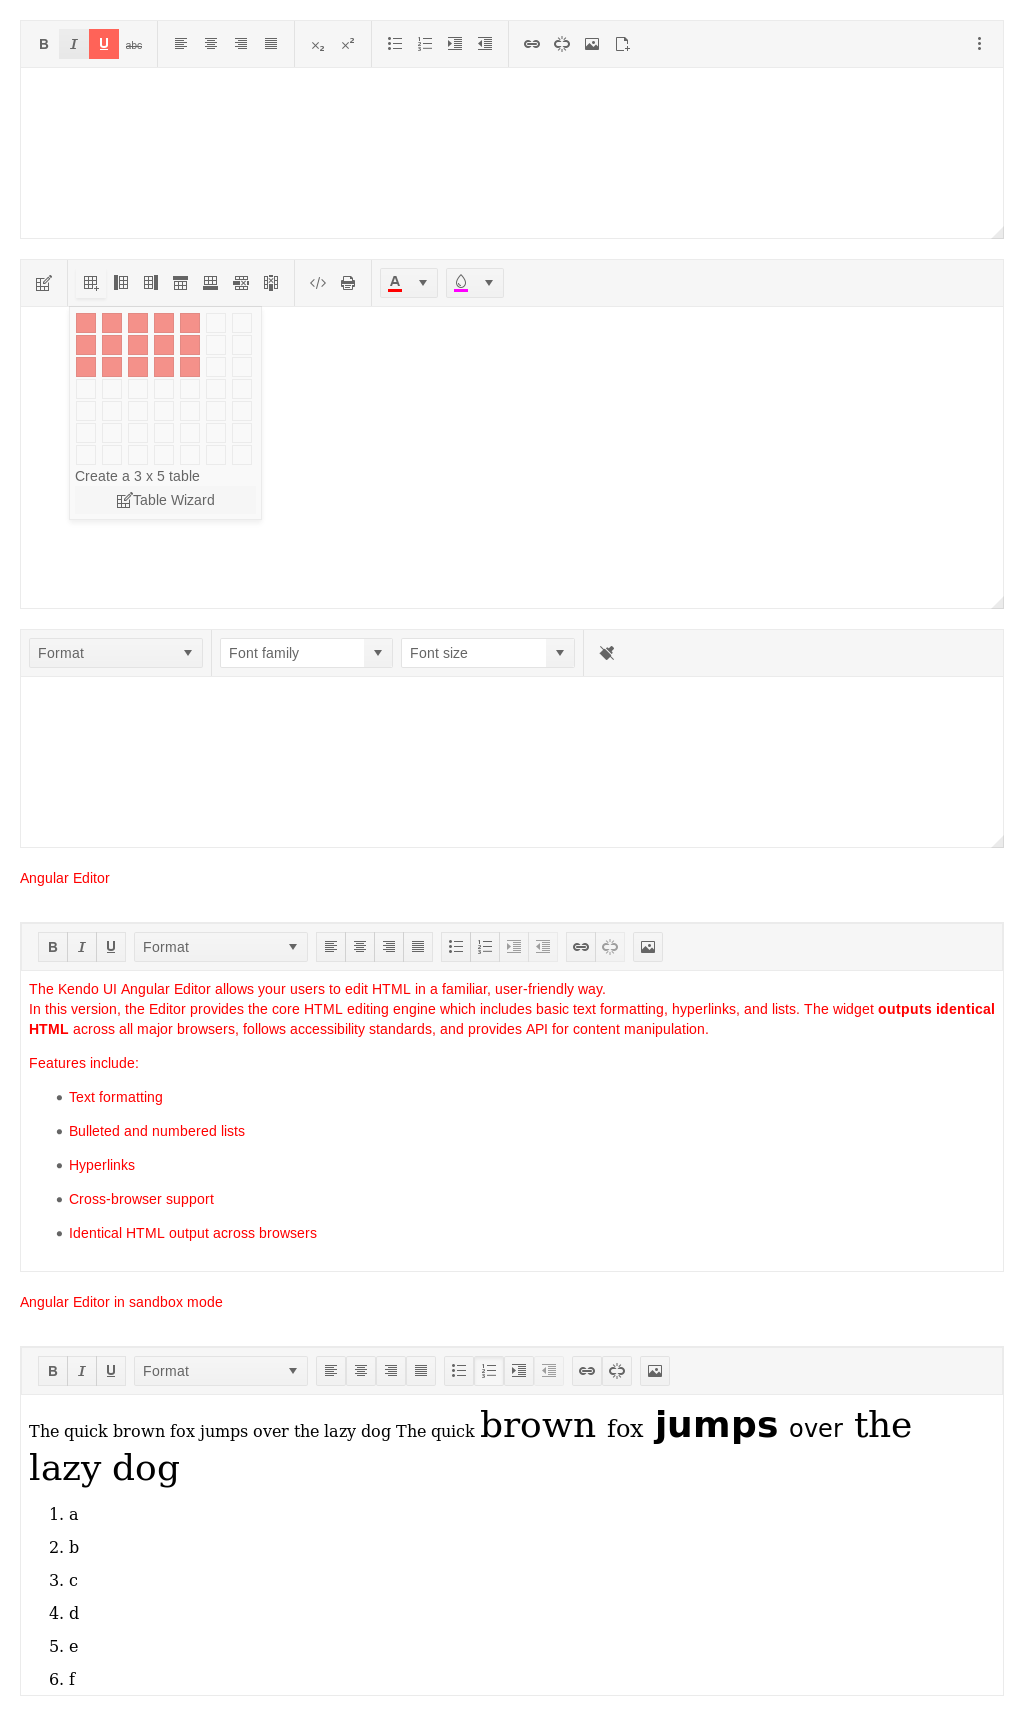 B I U abc
Create a 3 x 5 table
Table Wizard
A
Format
Font family
Font size
Angular Editor
B I U Format
The Kendo UI Angular Editor allows your users to edit HTML in a familiar, user-friendly way.
In this version, the Editor provides the core HTML editing engine which includes basic text formatting, hyperlinks, and lists. The widget outputs identical
HTML across all major browsers, follows accessibility standards, and provides API for content manipulation.
Features include:
Text formatting
Bulleted and numbered lists
Hyperlinks
Cross-browser support
Identical HTML output across browsers
Angular Editor in sandbox mode
B I U Format
The quick brown fox jumps over the lazy dog The quick brown fox jumps over the
lazy dog
1. a
2. b
3. c
4. d
5. e
6. f